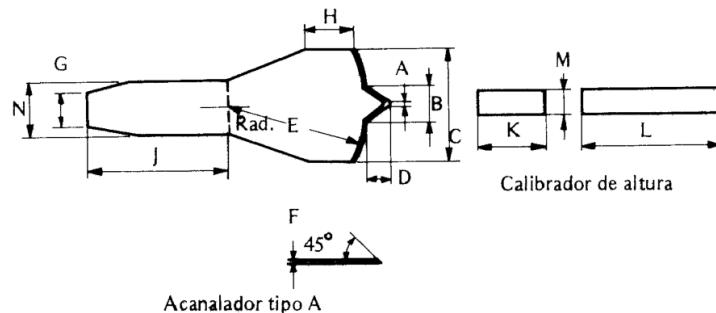 H
G
A
M
N
B
Rad.
E
C
K
L
J
D
Calibrador de altura
F
45°
Acanalador tipo A